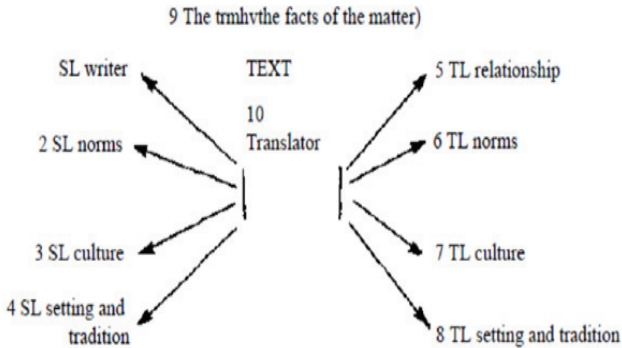 9 The trmhvthe facts of the matter)
SL writer
TEXT
5 TL relationship
10
Translator
2 SL norms
6 TL norms
3 SL culture
7 TL culture
4 SL setting and
tradition
8 TL setting and tradition